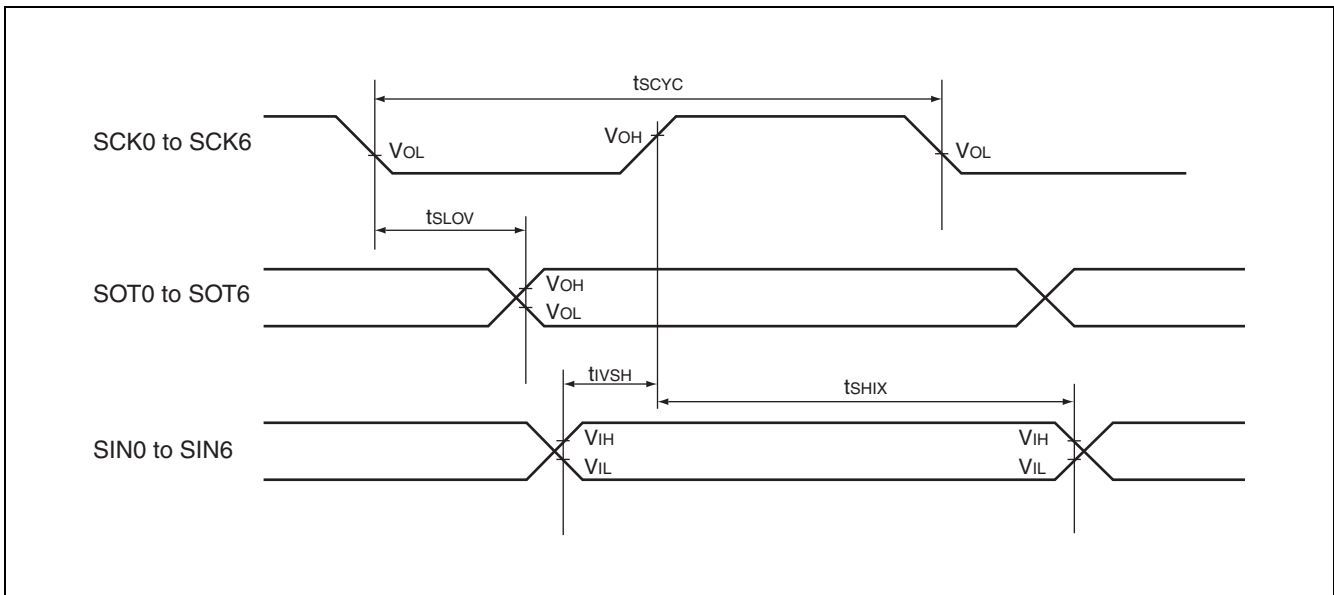 tSCYC
SCK0 to SCK6
VOL
VOH
VOL
tSLOV
SOT0 to SOT6
VOH
VOL
tIVSH
tSHIX
SIN0 to SIN6
VIH
VIH
VIL
VIL